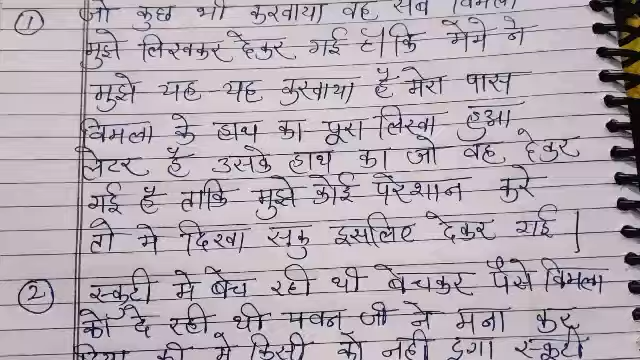 ① जो कुछ भी करवाया वह सब विमला
मुझे लिखकर देकर गई है। कि मैंमे ने
मुझे यह यह करवाया है मेरा पास
विमला के हाथ का पूरा लिखा हुआ
लेटर है उसके हाथ का जो वह देकर
गई है ताकि मुझे कोई परेशान करे
तो मे दिखा सकु इसलिए देकर गई |
② स्कुटी मे बेंच रही थी बेचकर पैसे विमला
को दे रही थी पवन जी ने मना कर
की मे किसी को नही दुगा स्कुटी